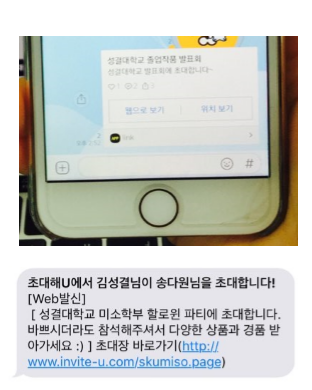 성결대학교 졸업작품 발표회
성결대학교 발표회에 초대합니다~
웹으로 보기
위치 보기
2
#
초대해U에서 김성결님이 송다원님을 초대합니다!
[Web발신]
[ 성결대학교 미소학부 할로윈 파티에 초대합니다.
바쁘시더라도 참석해주셔서 다양한 상품과 경품 받
아가세요 :) ] 초대장 바로가기(http://
www.invite-u.com/skumiso.page)